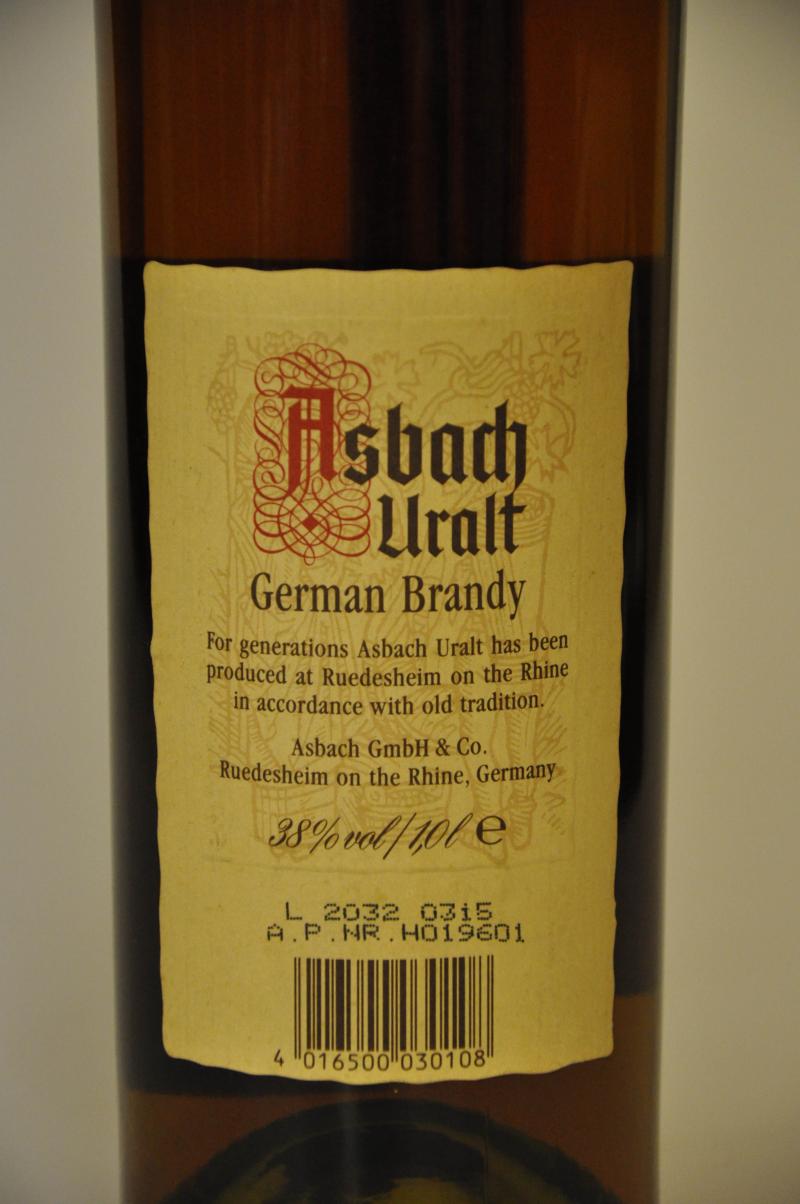 Asbach
Uralt
German Brandy
For generations Asbach Uralt has been
produced at Ruedesheim on the Rhine
in accordance with old tradition.
Asbach GmbH & Co.
Ruedesheim on the Rhine, Germany
38% vol/1,0l e
L 2032 03i5
A.P.NR.H019601
4 016500 030108